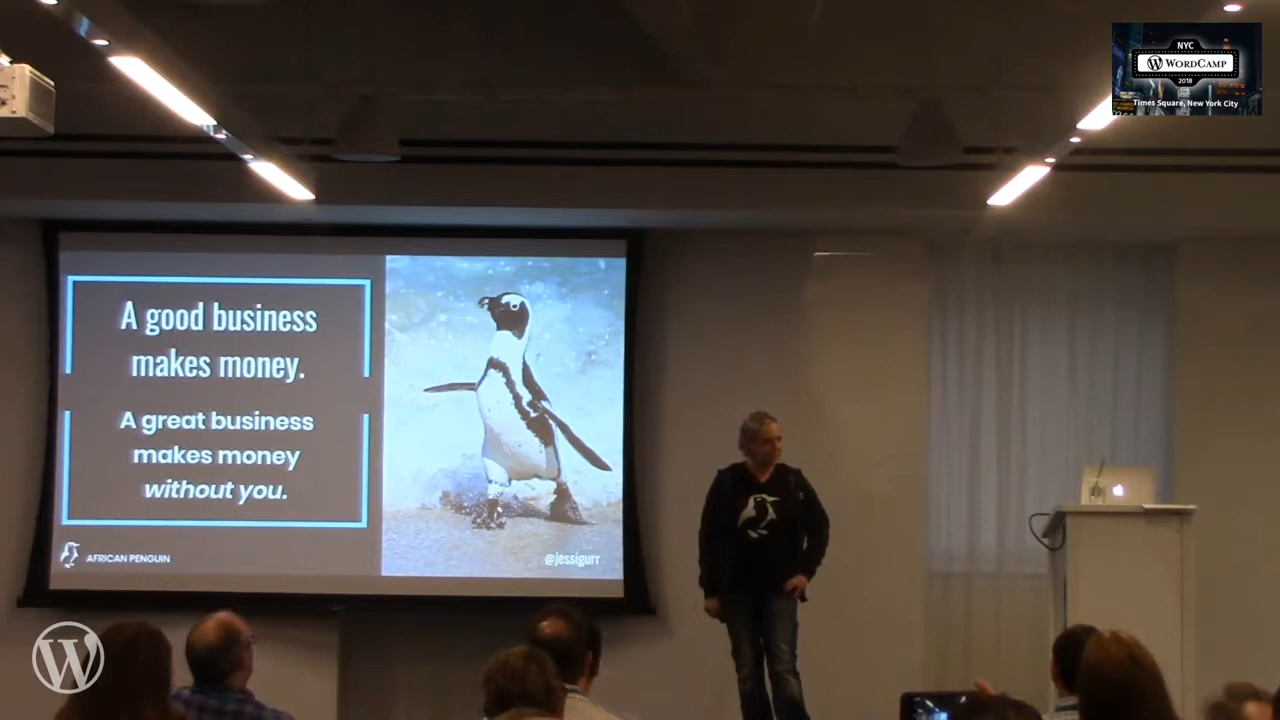 NYC
WORDCAMP
2018
Times Square, New York City
A good business
makes money.
A great business
makes money
without you.
AFRICAN PENGUIN
@jessigurr